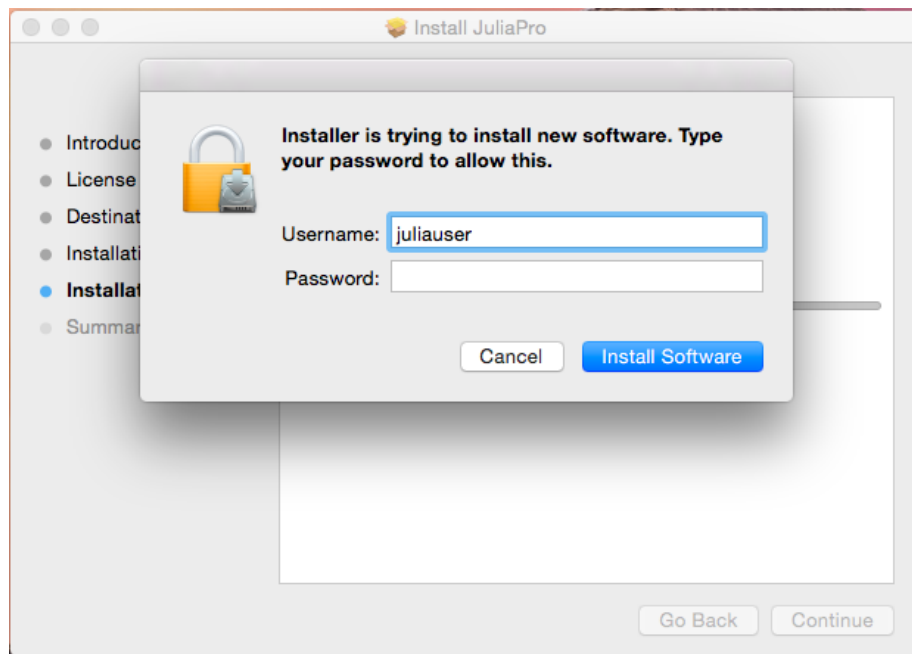 Install JuliaPro
Installer is trying to install new software. Type
your password to allow this.
Username: juliauser
Password:
Cancel
Install Software
Introduc
License
Destinat
Installati
Installat
Summar
Go Back
Continue